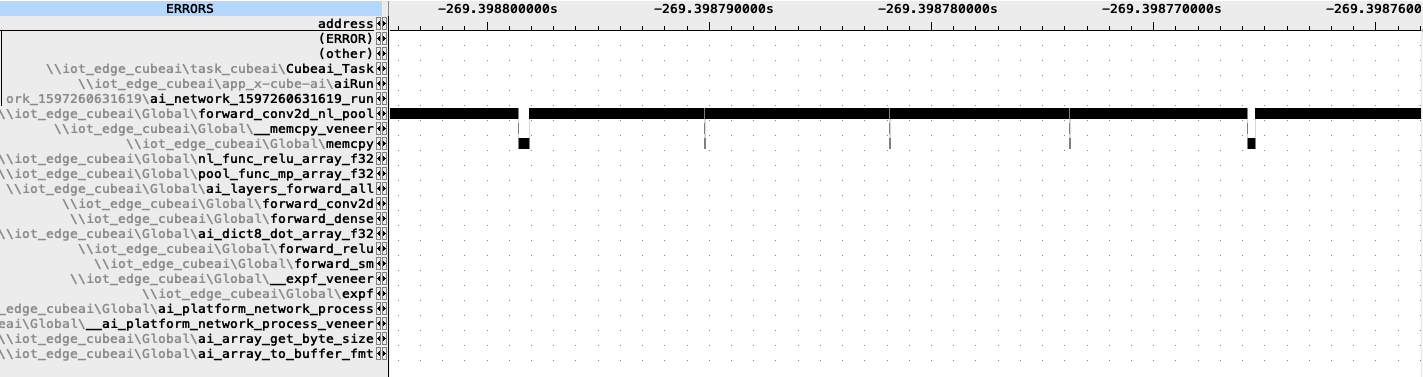 ERRORS
-269.398800000s -269.398790000s -269.398780000s -269.398770000s -269.3987600
address
(ERROR)
(other)
\\iot_edge_cubeai\task_cubeai\Cubeai_Task
\\iot_edge_cubeai\app_x-cube-ai\aiRun
ork_1597260631619\ai_network_1597260631619_run
\\iot_edge_cubeai\Global\forward_conv2d_nl_pool
\\iot_edge_cubeai\Global\__memcpy_veneer
\\iot_edge_cubeai\Global\memcpy
\\iot_edge_cubeai\Global\nl_func_relu_array_f32
\\iot_edge_cubeai\Global\pool_func_mp_array_f32
\\iot_edge_cubeai\Global\ai_layers_forward_all
\\iot_edge_cubeai\Global\forward_conv2d
\\iot_edge_cubeai\Global\forward_dense
\\iot_edge_cubeai\Global\ai_dict8_dot_array_f32
\\iot_edge_cubeai\Global\forward_relu
\\iot_edge_cubeai\Global\forward_sm
\\iot_edge_cubeai\Global\__expf_veneer
\\iot_edge_cubeai\Global\expf
_edge_cubeai\Global\ai_platform_network_process
eai\Global\__ai_platform_network_process_veneer
\\iot_edge_cubeai\Global\ai_array_get_byte_size
\\iot_edge_cubeai\Global\ai_array_to_buffer_fmt